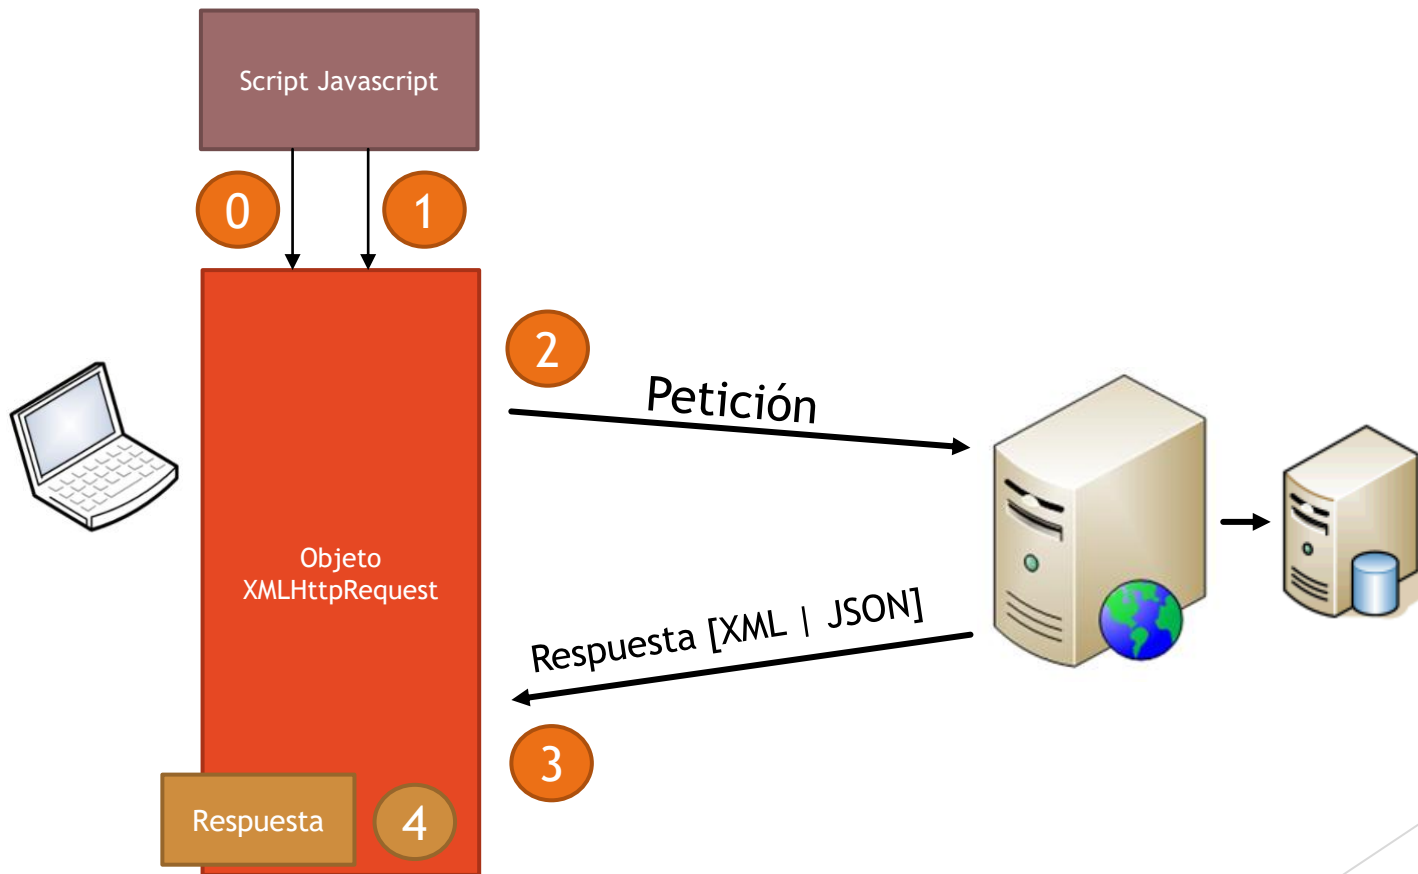 Script Javascript
0
1
2
Petición
Objeto
XMLHttpRequest
Respuesta [XML | JSON]
3
Respuesta
4